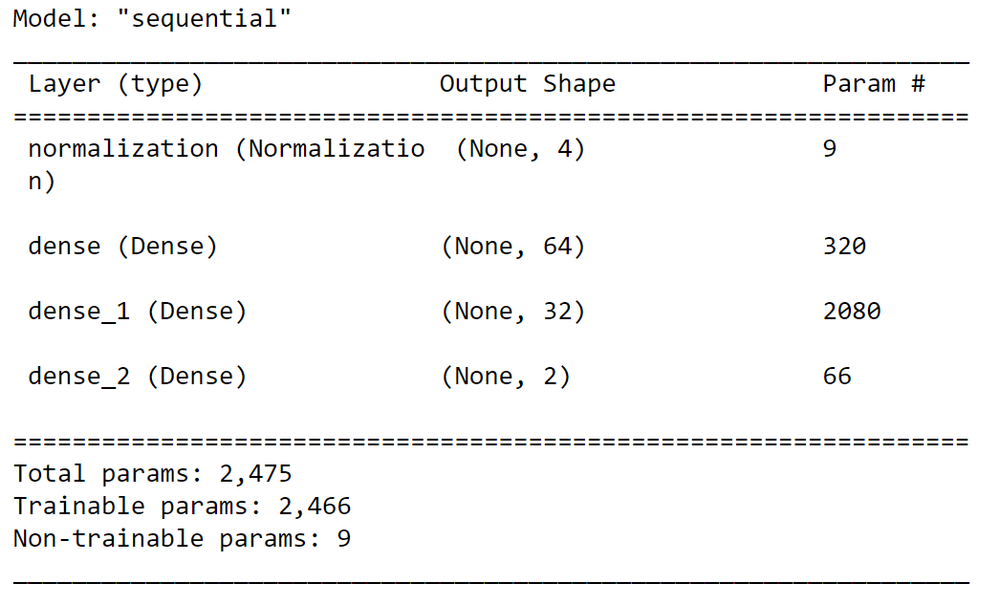 Model: "sequential"
_________________________________________________________________
Layer (type) Output Shape Param #
=================================================================
normalization (Normalizatio (None, 4) 9
n)
dense (Dense) (None, 64) 320
dense_1 (Dense) (None, 32) 2080
dense_2 (Dense) (None, 2) 66
=================================================================
Total params: 2,475
Trainable params: 2,466
Non-trainable params: 9
_________________________________________________________________